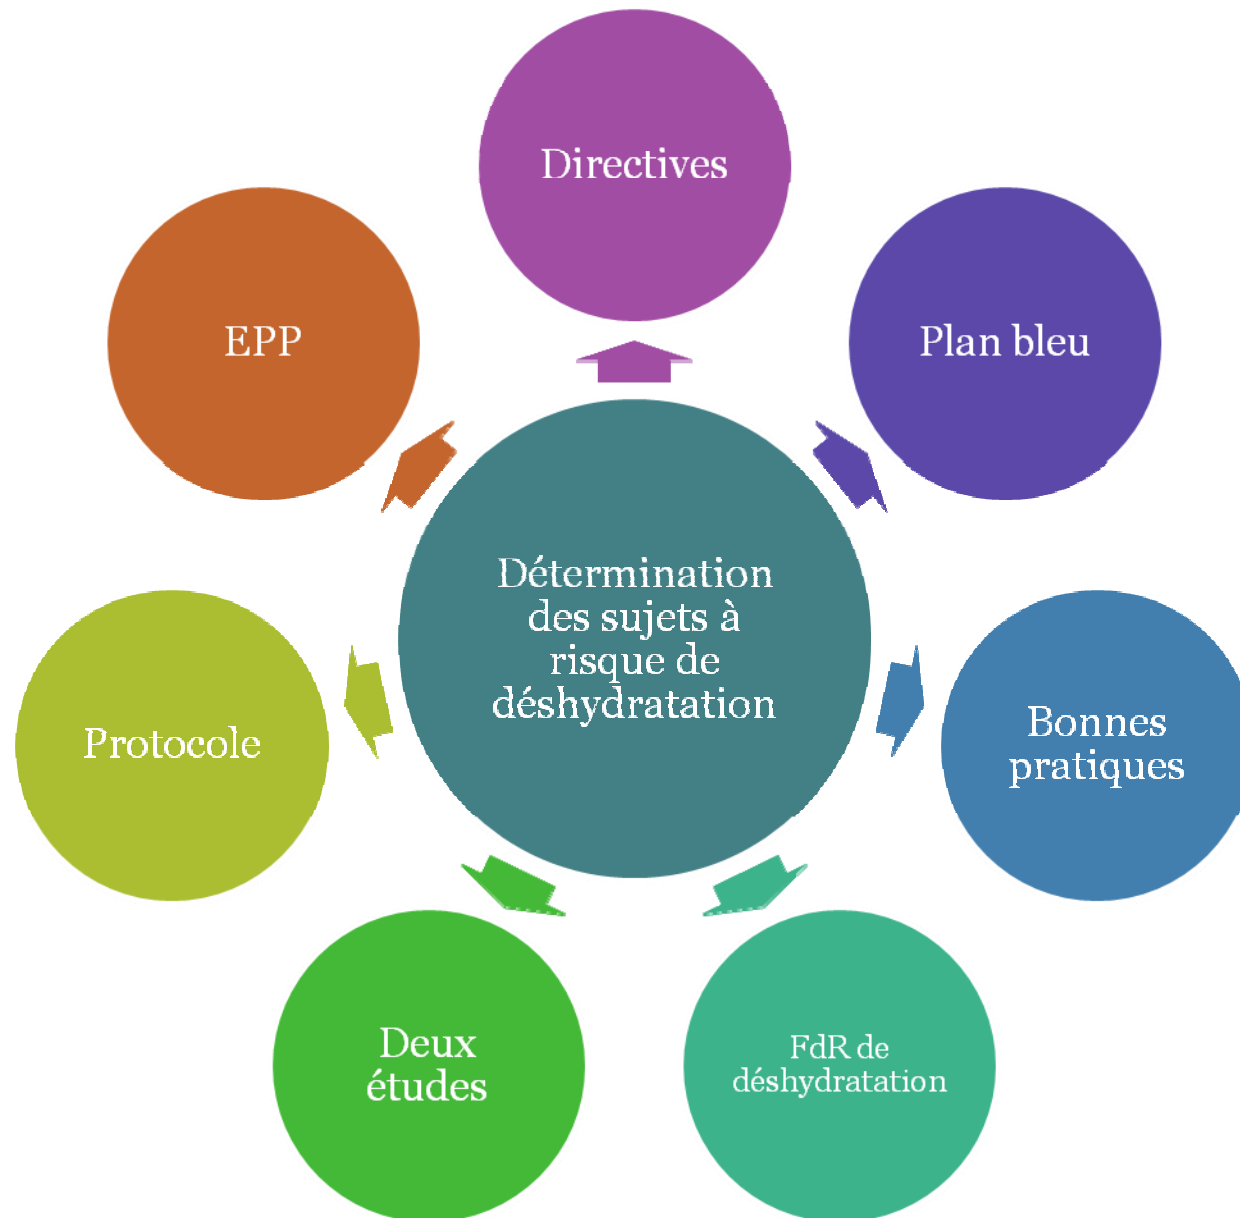 Directives
EPP
Plan bleu
Détermination
des sujets à
risque de
déshydratation
Protocole
Bonnes
pratiques
Deux
études
FdR de
déshydratation